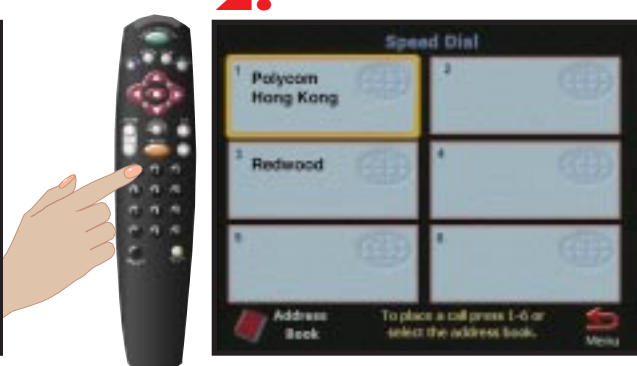 2.
Speed Dial
1 Polycom
Hong Kong
2
3 Redwood
4
5
6
Address
Book
To place a call press 1-6 or
select the address book.
Menu